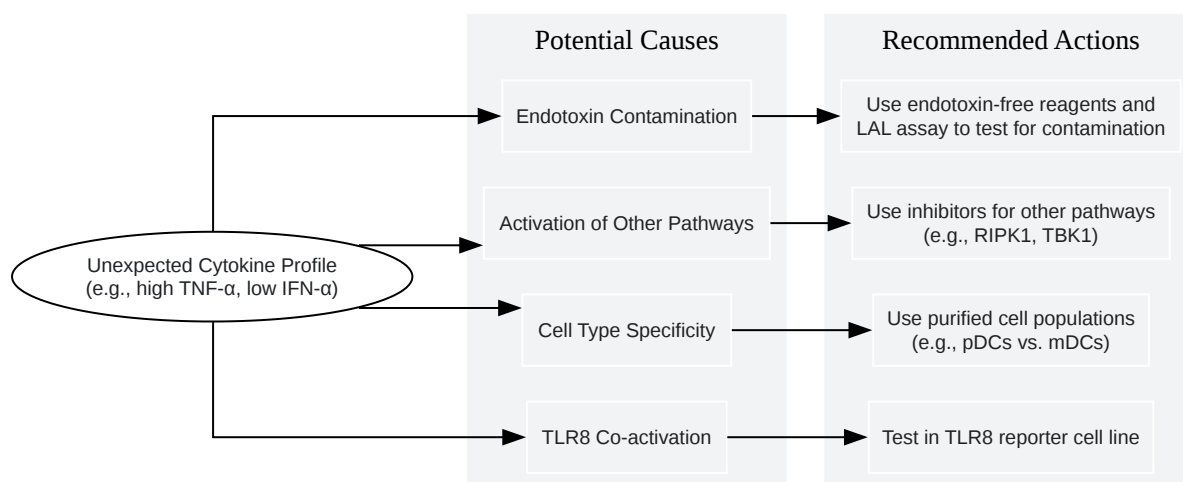 Potential Causes
Recommended Actions
Endotoxin Contamination
Use endotoxin-free reagents and
LAL assay to test for contamination
Activation of Other Pathways
Use inhibitors for other pathways
(e.g., RIPK1, TBK1)
Unexpected Cytokine Profile
(e.g., high TNF-α, low IFN-α)
Cell Type Specificity
Use purified cell populations
(e.g., pDCs vs. mDCs)
TLR8 Co-activation
Test in TLR8 reporter cell line